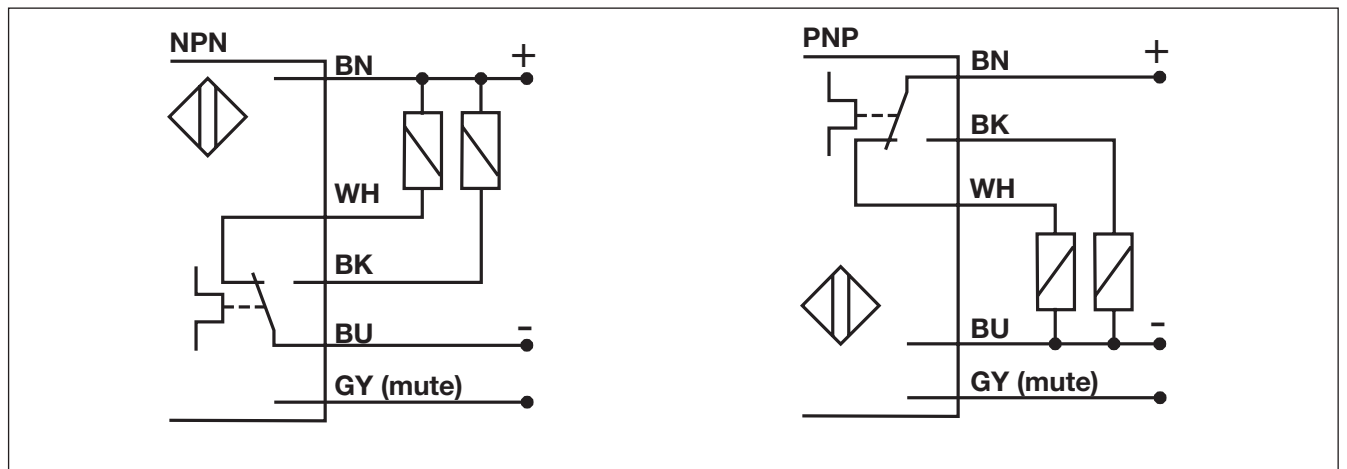 NPN
BN
+
WH
BK
BU
-
GY (mute)
PNP
BN
+
BK
WH
BU
-
GY (mute)